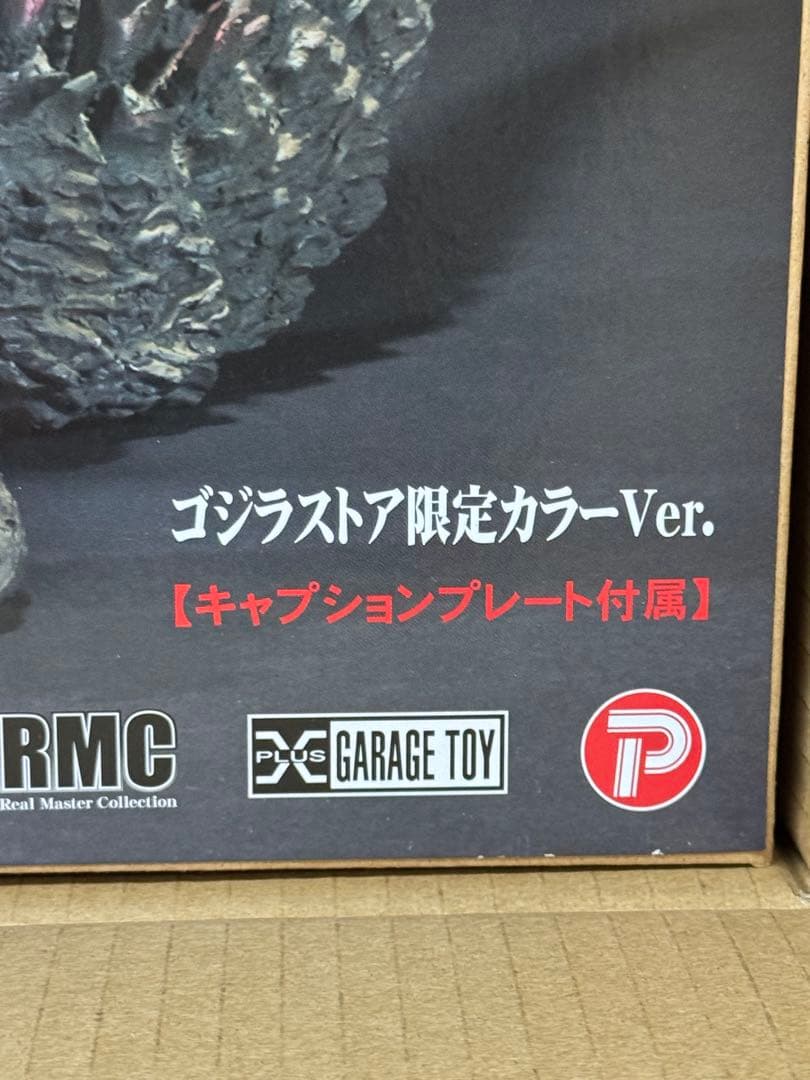 ゴジラストア限定カラーVer.
【キャプションプレート付属】
RMC
Real Master Collection
X PLUS GARAGE TOY
P